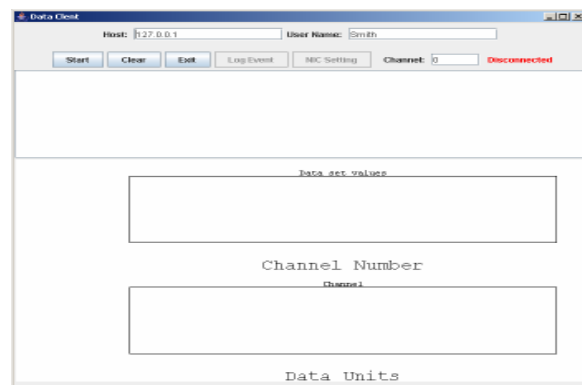 Data Client
Host: 127.0.0.1 User Name: Smith
Start Clear Exit Log Event NIC Setting Channel: 0 Disconnected
Data set values
Channel Number
Channel
Data Units